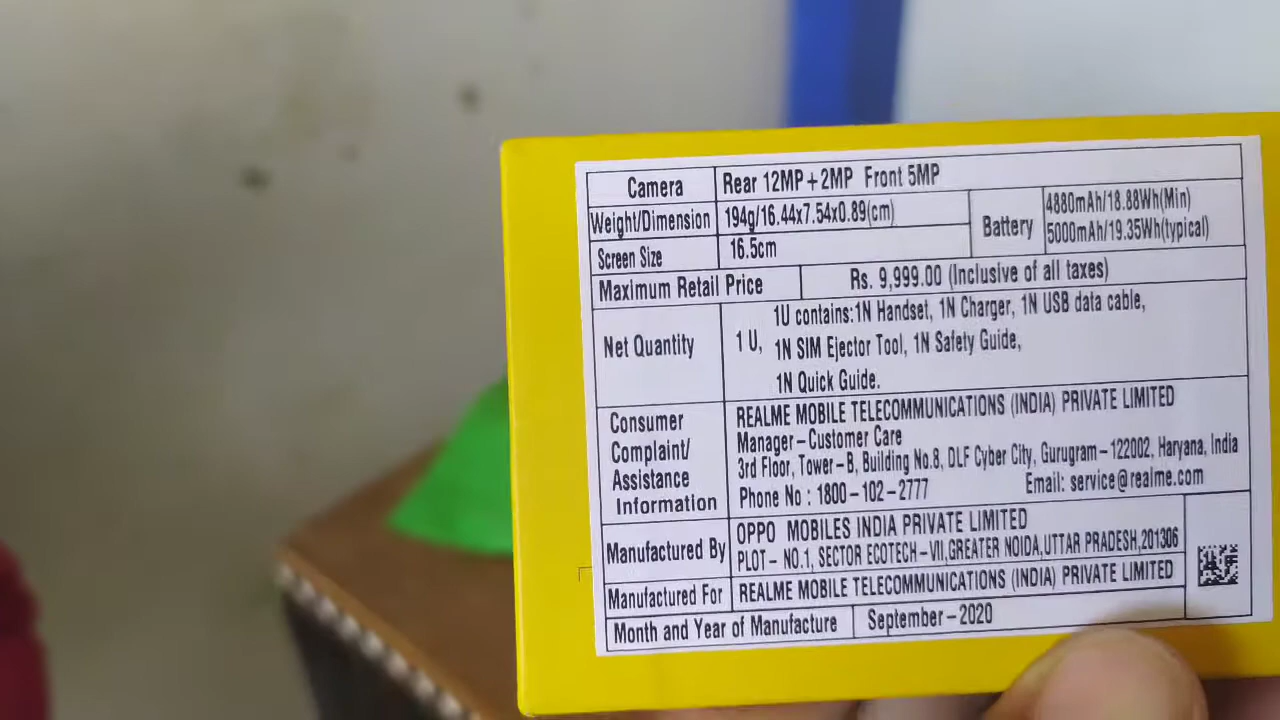 Camera Rear 12MP+2MP Front 5MP
Weight/Dimension 194g/16.44x7.54x0.89(cm)
Battery 4880mAh/18.88Wh(Min)
5000mAh/19.35Wh(typical)
Screen Size 16.5cm
Maximum Retail Price Rs. 9,999.00 (Inclusive of all taxes)
Net Quantity 1 U, 1U contains:1N Handset, 1N Charger, 1N USB data cable,
1N SIM Ejector Tool, 1N Safety Guide,
1N Quick Guide.
Consumer
Complaint/
Assistance
Information
REALME MOBILE TELECOMMUNICATIONS (INDIA) PRIVATE LIMITED
Manager-Customer Care
3rd Floor, Tower-B, Building No.8, DLF Cyber City, Gurugram-122002, Haryana, India
Phone No : 1800-102-2777 Email: service@realme.com
Manufactured By
OPPO MOBILES INDIA PRIVATE LIMITED
PLOT- NO.1, SECTOR ECOTECH-VII,GREATER NOIDA,UTTAR PRADESH,201306
Manufactured For REALME MOBILE TELECOMMUNICATIONS (INDIA) PRIVATE LIMITED
Month and Year of Manufacture September-2020